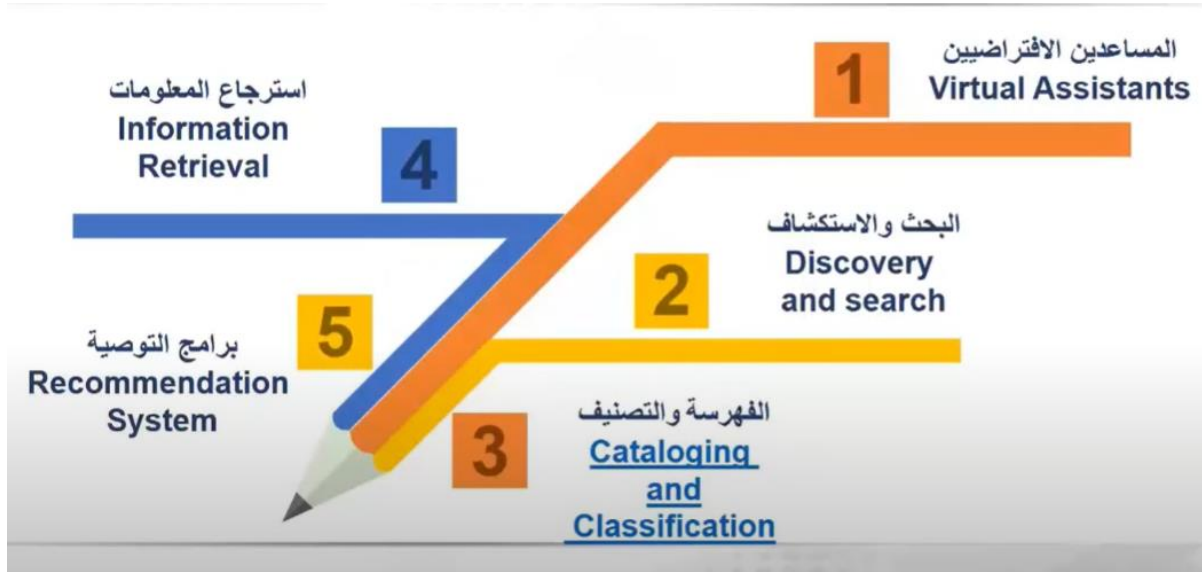 1
المساعدين الافتراضيين
Virtual Assistants
2
البحث والاستكشاف
Discovery
and search
3
الفهرسة والتصنيف
Cataloging
and
Classification
4
استرجاع المعلومات
Information
Retrieval
5
برامج التوصية
Recommendation
System